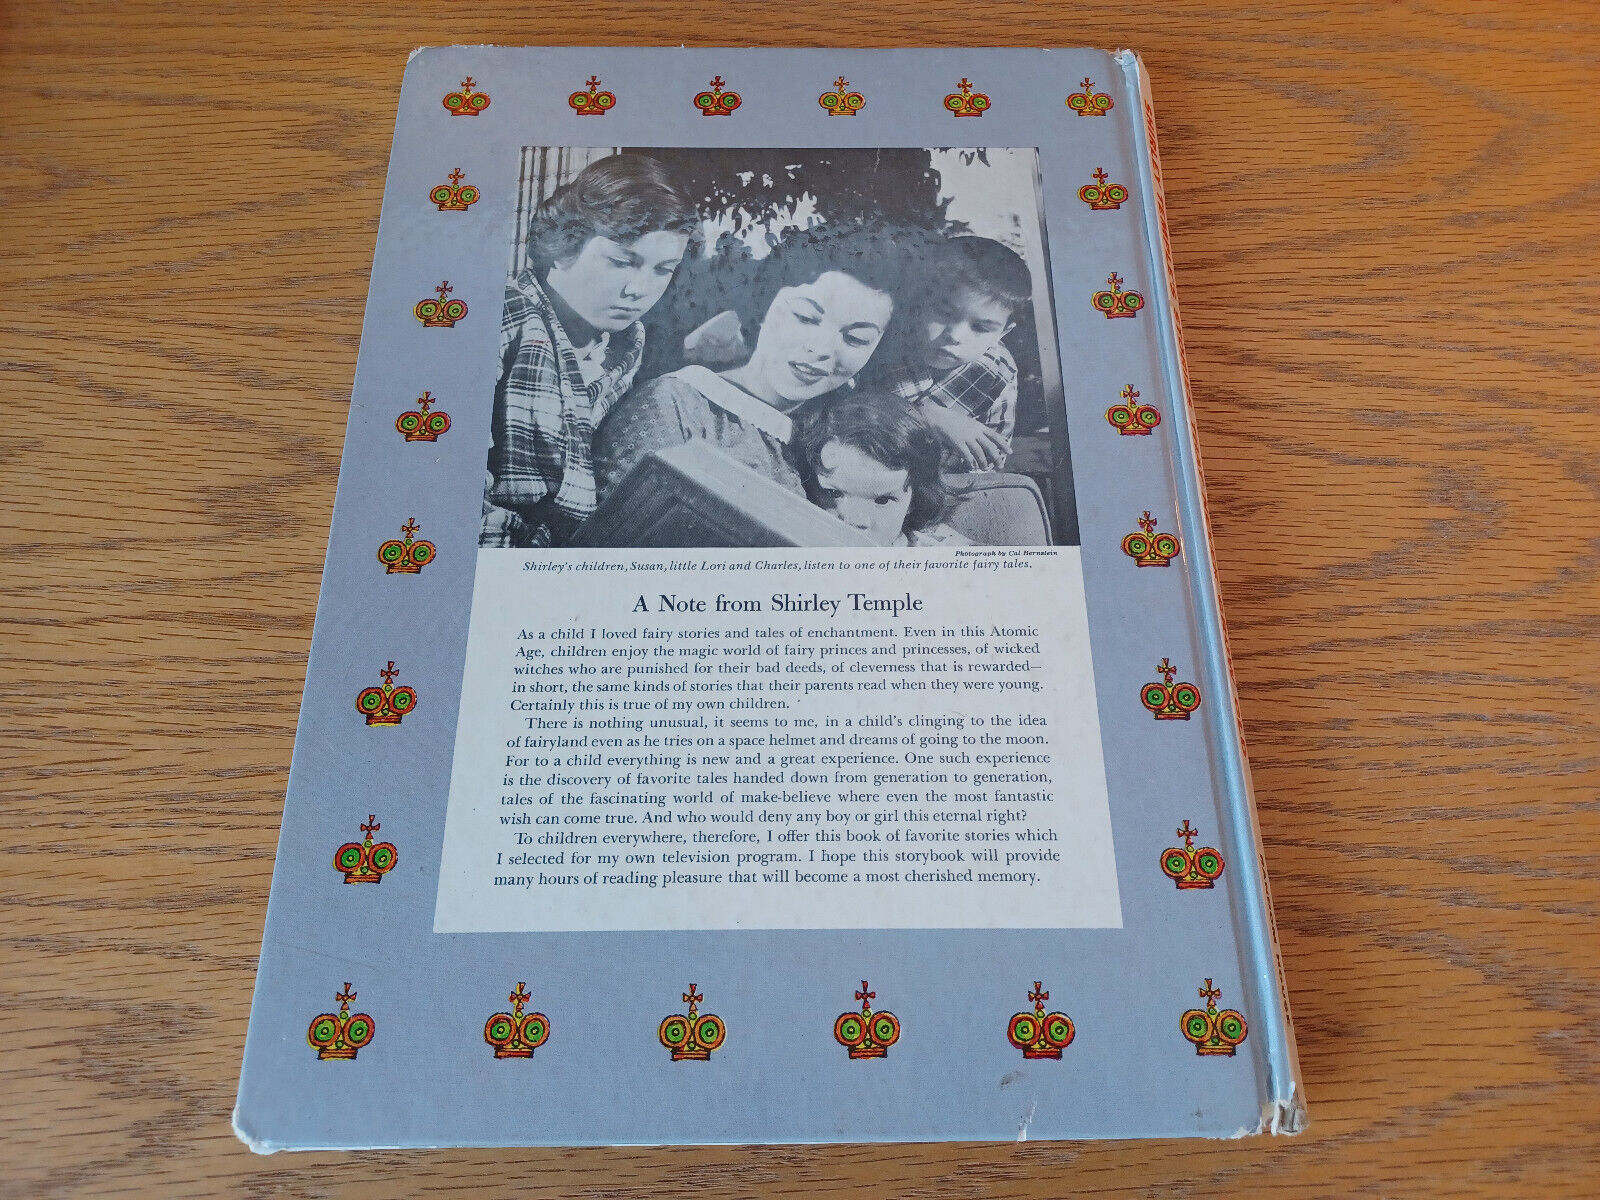 Photograph by Cal Bernstein
Shirley's children, Susan, little Lori and Charles, listen to one of their favorite fairy tales.
A Note from Shirley Temple
As a child I loved fairy stories and tales of enchantment. Even in this Atomic
Age, children enjoy the magic world of fairy princes and princesses, of wicked
witches who are punished for their bad deeds, of cleverness that is rewarded—
in short, the same kinds of stories that their parents read when they were young.
Certainly this is true of my own children.
There is nothing unusual, it seems to me, in a child's clinging to the idea
of fairyland even as he tries on a space helmet and dreams of going to the moon.
For to a child everything is new and a great experience. One such experience
is the discovery of favorite tales handed down from generation to generation,
tales of the fascinating world of make-believe where even the most fantastic
wish can come true. And who would deny any boy or girl this eternal right?
To children everywhere, therefore, I offer this book of favorite stories which
I selected for my own television program. I hope this storybook will provide
many hours of reading pleasure that will become a most cherished memory.